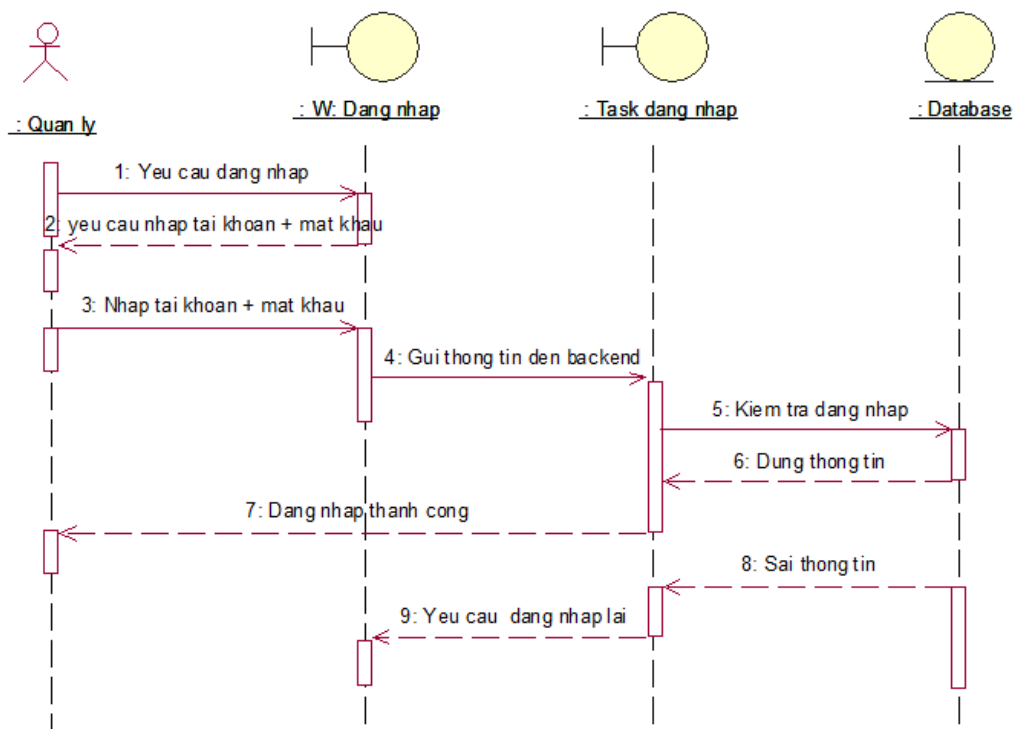 : Quan ly
: W: Dang nhap
: Task dang nhap
: Database
1: Yeu cau dang nhap
2: yeu cau nhap tai khoan + mat khau
3: Nhap tai khoan + mat khau
4: Gui thong tin den backend
5: Kiem tra dang nhap
6: Dung thong tin
7: Dang nhap thanh cong
8: Sai thong tin
9: Yeu cau dang nhap lai